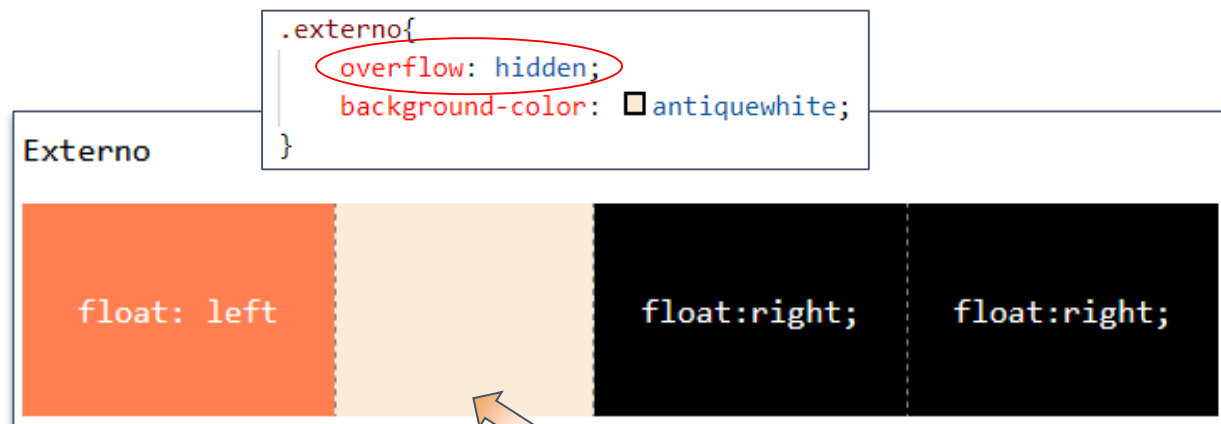 .externo{
overflow: hidden;
background-color: antiquewhite;
}
Externo
float: left
float:right;
float:right;